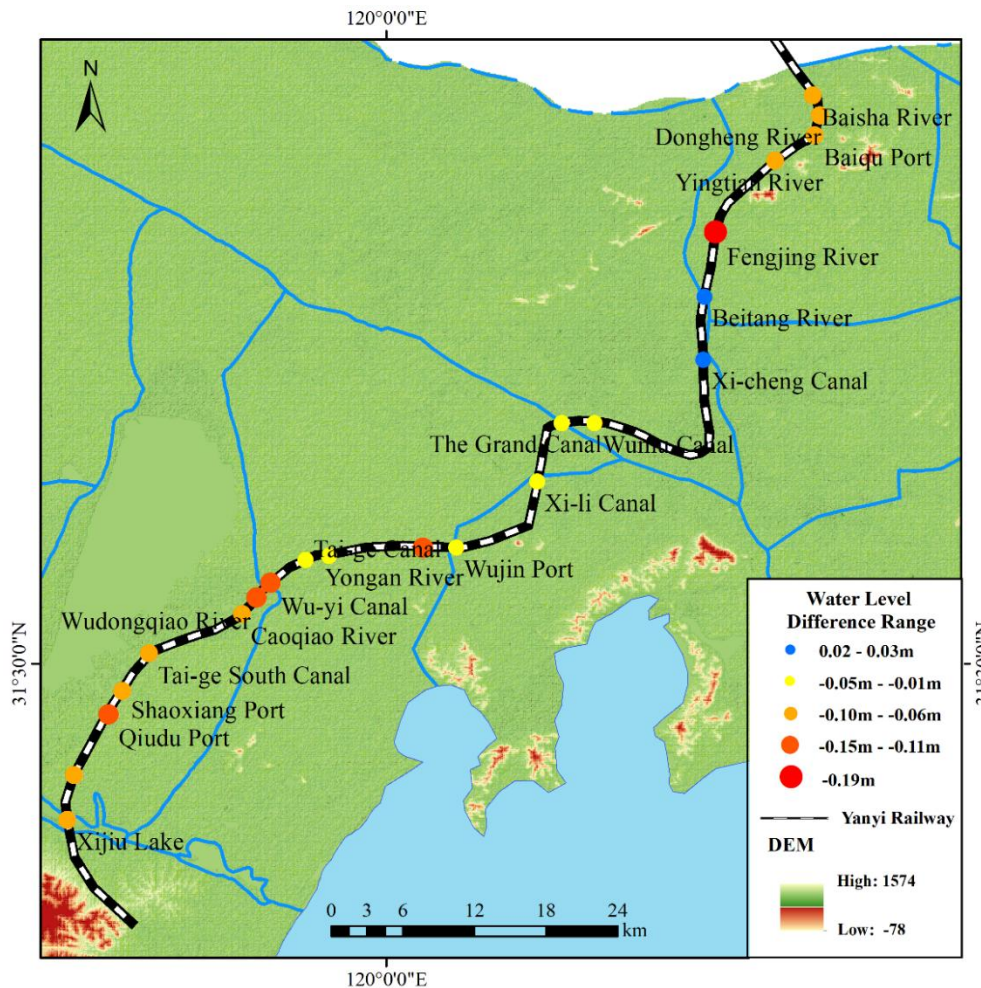 120°0'0"E
N
Baisha River
Dongheng River
Baiqu Port
Yingtian River
Fengjing River
Beitang River
Xi-cheng Canal
The Grand Canal
Canal
Xi-li Canal
Tai-ge Canal
Yongan River
Wujin Port
Wu-yi Canal
Wudongqiao River
Caoqiao River
31°30'0"N
Tai-ge South Canal
Shaoxiang Port
Qiudu Port
Xijiu Lake
Water Level
Difference Range
0.02 - 0.03m
-0.05m - -0.01m
-0.10m - -0.06m
-0.15m - -0.11m
-0.19m
Yanyi Railway
DEM
High: 1574
Low: -78
0 3 6 12 18 24
km
120°0'0"E